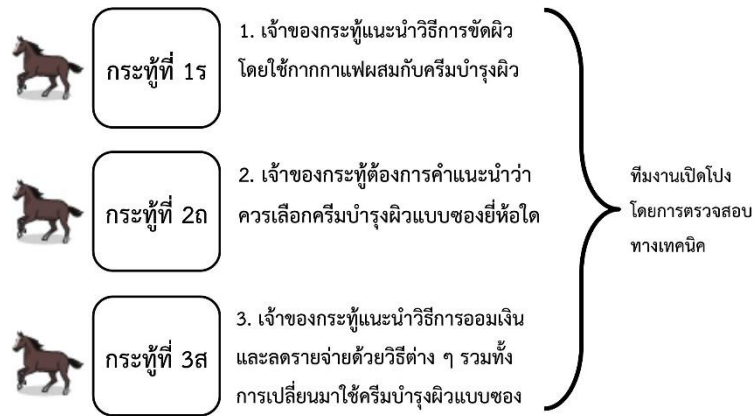 กระทู้ที่ 1ร
1. เจ้าของกระทู้แนะนำวิธีการขัดผิว
โดยใช้กากกาแฟผสมกับครีมบำรุงผิว
กระทู้ที่ 2ถ
2. เจ้าของกระทู้ต้องการคำแนะนำว่า
ควรเลือกครีมบำรุงผิวแบบซองยี่ห้อใด
กระทู้ที่ 3ส
3. เจ้าของกระทู้แนะนำวิธีการออมเงิน
และลดรายจ่ายด้วยวิธีต่าง ๆ รวมทั้ง
การเปลี่ยนมาใช้ครีมบำรุงผิวแบบซอง
ทีมงานเปิดโปง
โดยการตรวจสอบ
ทางเทคนิค